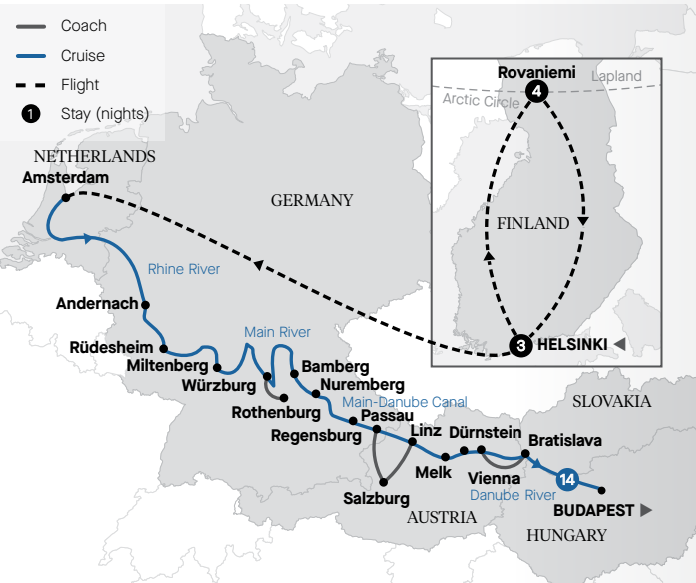 Coach
Cruise
Flight
1 Stay (nights)
Rovaniemi
Lapland
4
Arctic Circle
FINLAND
3 HELSINKI
NETHERLANDS
Amsterdam
GERMANY
Rhine River
Andernach
Rüdesheim
Main River
Miltenberg
Würzburg
Bamberg
Nuremberg
Rothenburg
Main-Danube Canal
Passau
Regensburg
Linz
Dürnstein
SLOVAKIA
Bratislava
Melk
Vienna
14
Salzburg
Danube River
BUDAPEST
AUSTRIA
HUNGARY